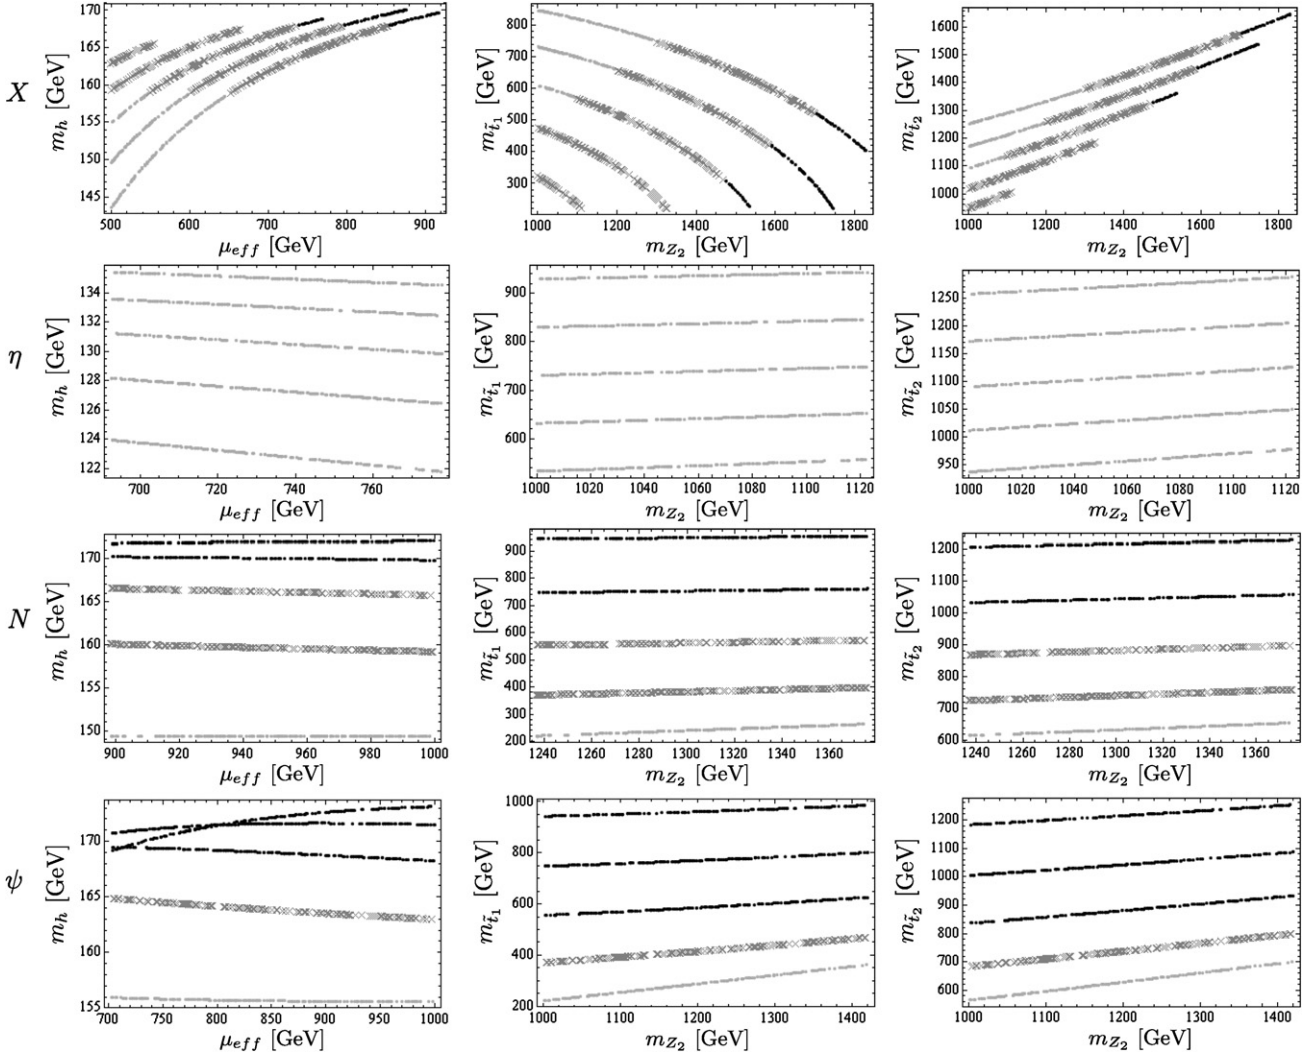 X
m_h [GeV]
170
165
160
155
150
145
500 600 700 800 900
μ_eff [GeV]
m_t̃1 [GeV]
800
700
600
500
400
300
1000 1200 1400 1600 1800
m_Z2 [GeV]
m_t̃2 [GeV]
1600
1500
1400
1300
1200
1100
1000
1000 1200 1400 1600 1800
m_Z2 [GeV]
η
m_h [GeV]
134
132
130
128
126
124
122
700 720 740 760
μ_eff [GeV]
m_t̃1 [GeV]
900
800
700
600
1000 1020 1040 1060 1080 1100 1120
m_Z2 [GeV]
m_t̃2 [GeV]
1250
1200
1150
1100
1050
1000
950
1000 1020 1040 1060 1080 1100 1120
m_Z2 [GeV]
N
m_h [GeV]
170
165
160
155
150
900 920 940 960 980 1000
μ_eff [GeV]
m_t̃1 [GeV]
900
800
700
600
500
400
300
200
1240 1260 1280 1300 1320 1340 1360
m_Z2 [GeV]
m_t̃2 [GeV]
1200
1100
1000
900
800
700
600
1240 1260 1280 1300 1320 1340 1360
m_Z2 [GeV]
ψ
m_h [GeV]
170
165
160
155
700 750 800 850 900 950 1000
μ_eff [GeV]
m_t̃1 [GeV]
1000
800
600
400
200
1000 1100 1200 1300 1400
m_Z2 [GeV]
m_t̃2 [GeV]
1200
1100
1000
900
800
700
600
1000 1100 1200 1300 1400
m_Z2 [GeV]